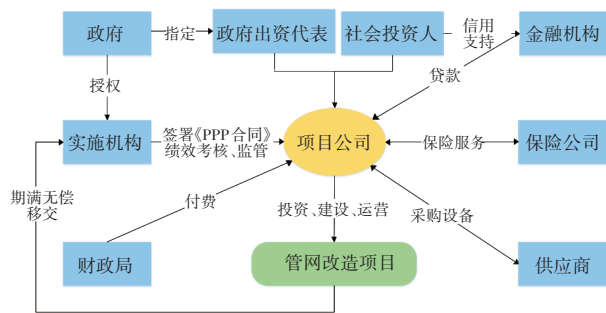 政府
指定
政府出资代表
社会投资人
信用
支持
金融机构
授权
贷款
实施机构
签署《PPP合同》
绩效考核、监管
项目公司
保险服务
保险公司
期满无偿
移交
付费
投资、建设、运营
采购设备
财政局
管网改造项目
供应商